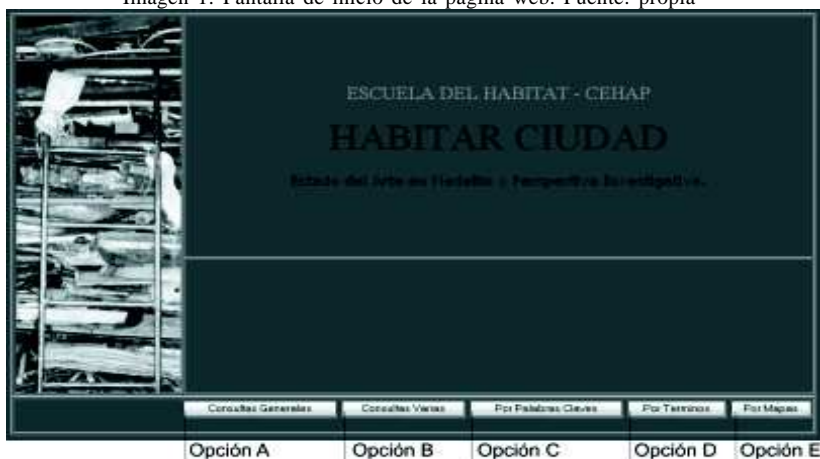 Imagen 1. Pantalla de inicio de la página web. Fuente: propia
ESCUELA DEL HABITAT - CEHAP
HABITAR CIUDAD
Estado del Arte en Medellín y Perspectiva Investigativa.
Consultas Generales Consultas Varias Por Palabras Claves Por Terminos Por Mapas
Opción A Opción B Opción C Opción D Opción E